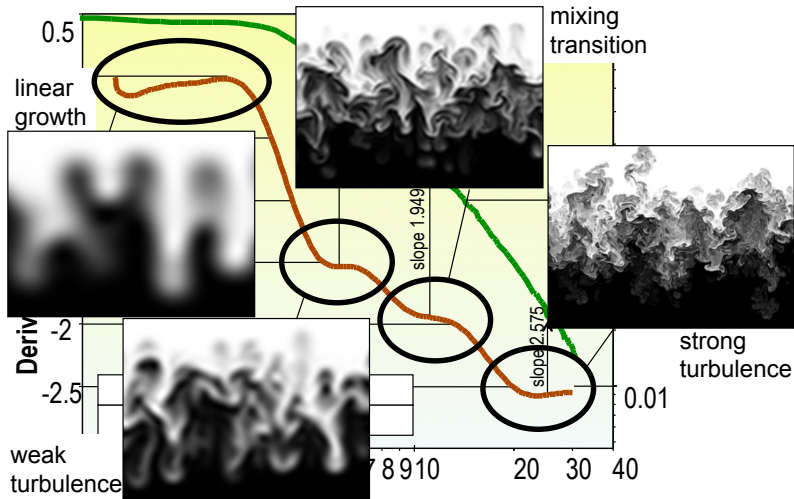 mixing
transition
0.5
linear
growth
slope 1.949
slope 2.575
Deriv
-2
-2.5
strong
turbulence
0.01
weak
turbulence
7 8 9 10 20 30 40